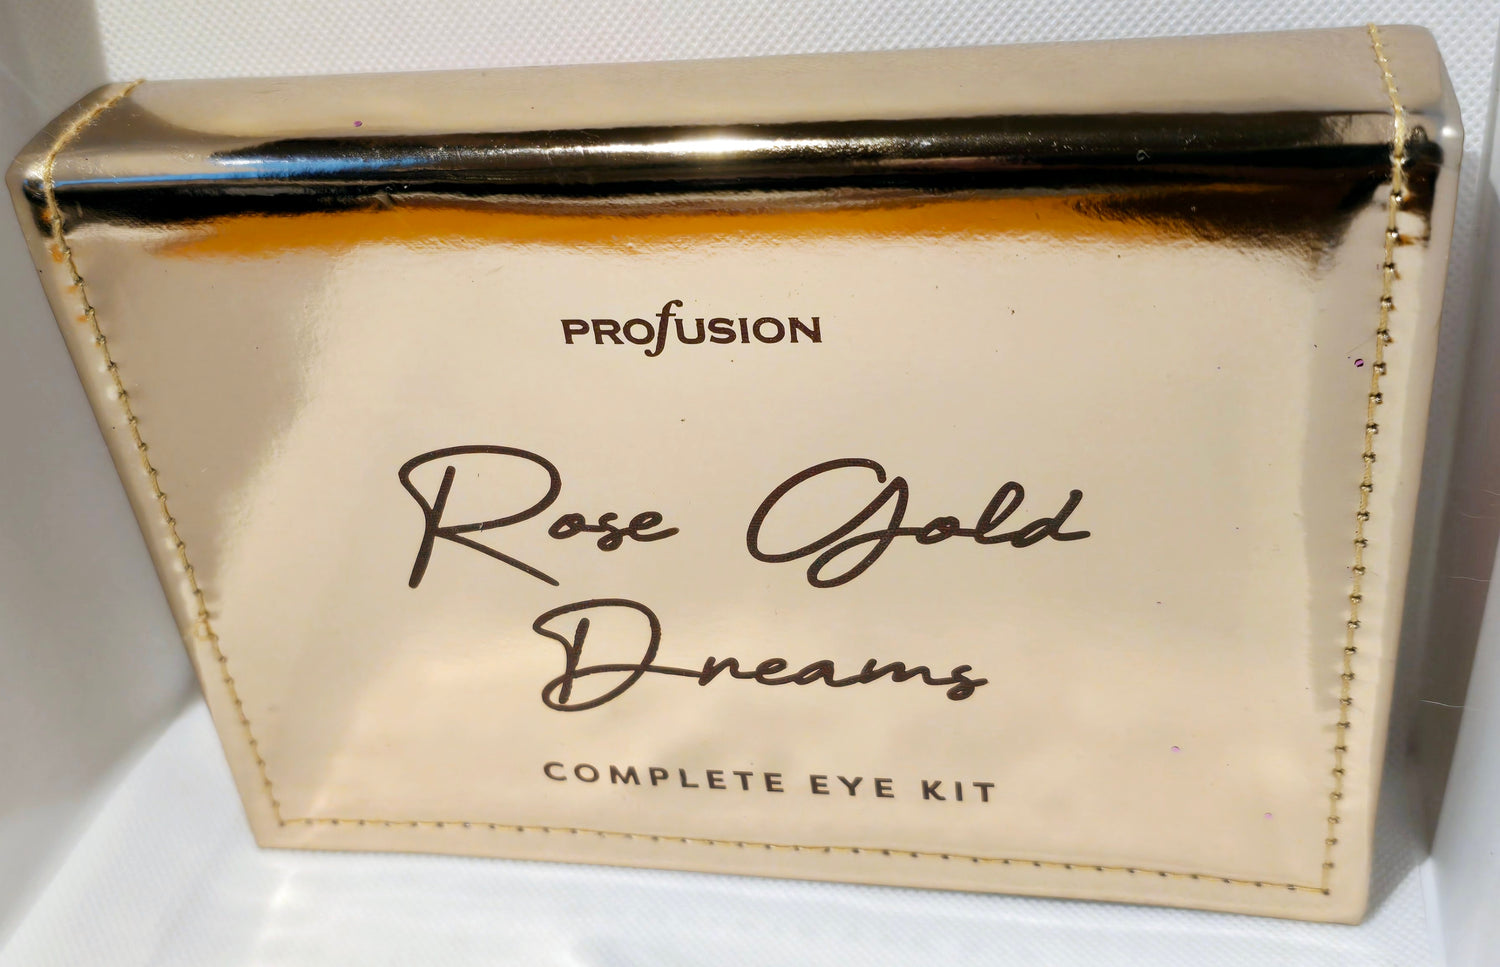 PROfUSION
Rose Gold
Dreams
COMPLETE EYE KIT